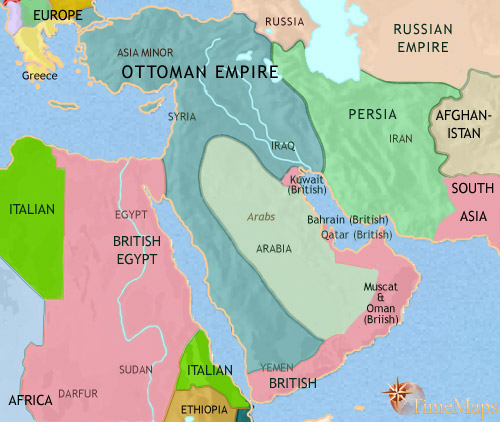 EUROPE
RUSSIA
RUSSIAN
EMPIRE
ASIA MINOR
OTTOMAN EMPIRE
Greece
SYRIA
PERSIA
IRAN
AFGHAN-
ISTAN
IRAQ
Kuwait
(British)
SOUTH
ASIA
ITALIAN
EGYPT
BRITISH
EGYPT
Arabs
ARABIA
Bahrain (British)
Qatar (British)
Muscat
&
Oman
(Briish)
SUDAN
DARFUR
AFRICA
ITALIAN
ETHIOPIA
YEMEN
BRITISH
TimeMaps